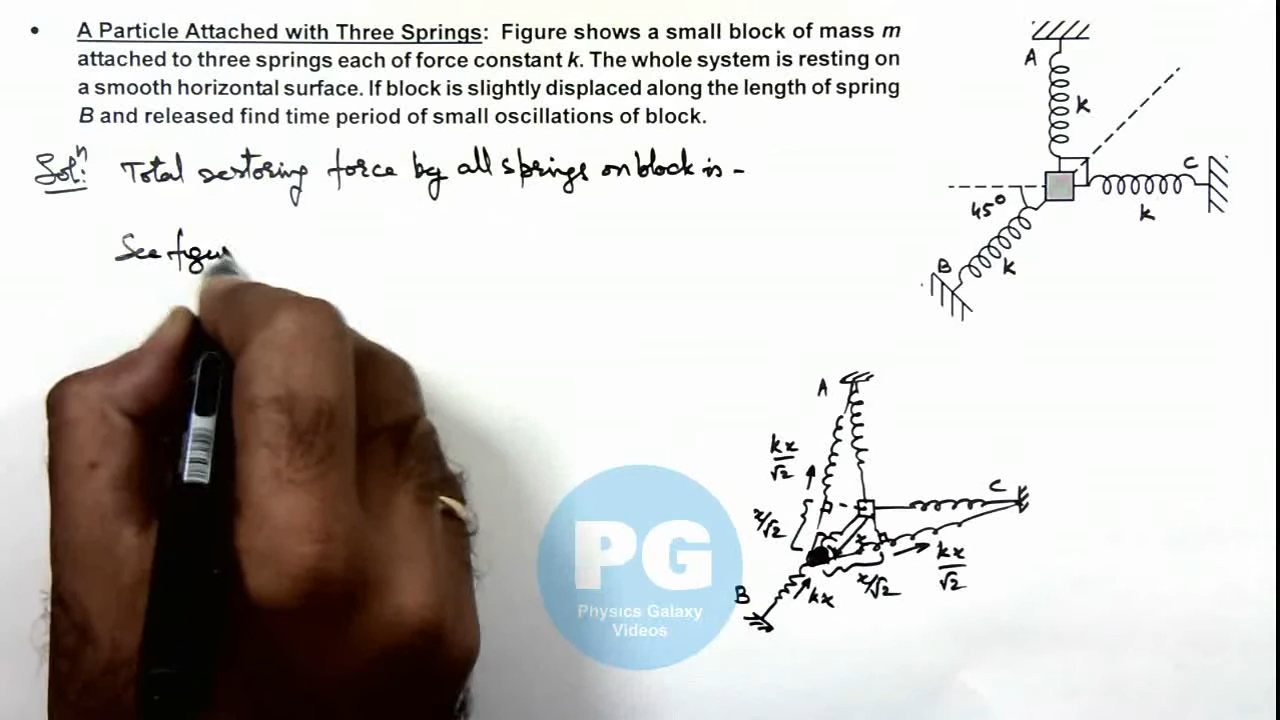 • A Particle Attached with Three Springs: Figure shows a small block of mass m
attached to three springs each of force constant k. The whole system is resting on
a smooth horizontal surface. If block is slightly displaced along the length of spring
B and released find time period of small oscillations of block.
Solⁿ: Total restoring force by all springs on block is -
See figu
A
k
C
k
45°
B
k
A
kx/√2
x/√2
C
x
kx/√2
x/√2
B
kx
PG
Physics Galaxy
Videos